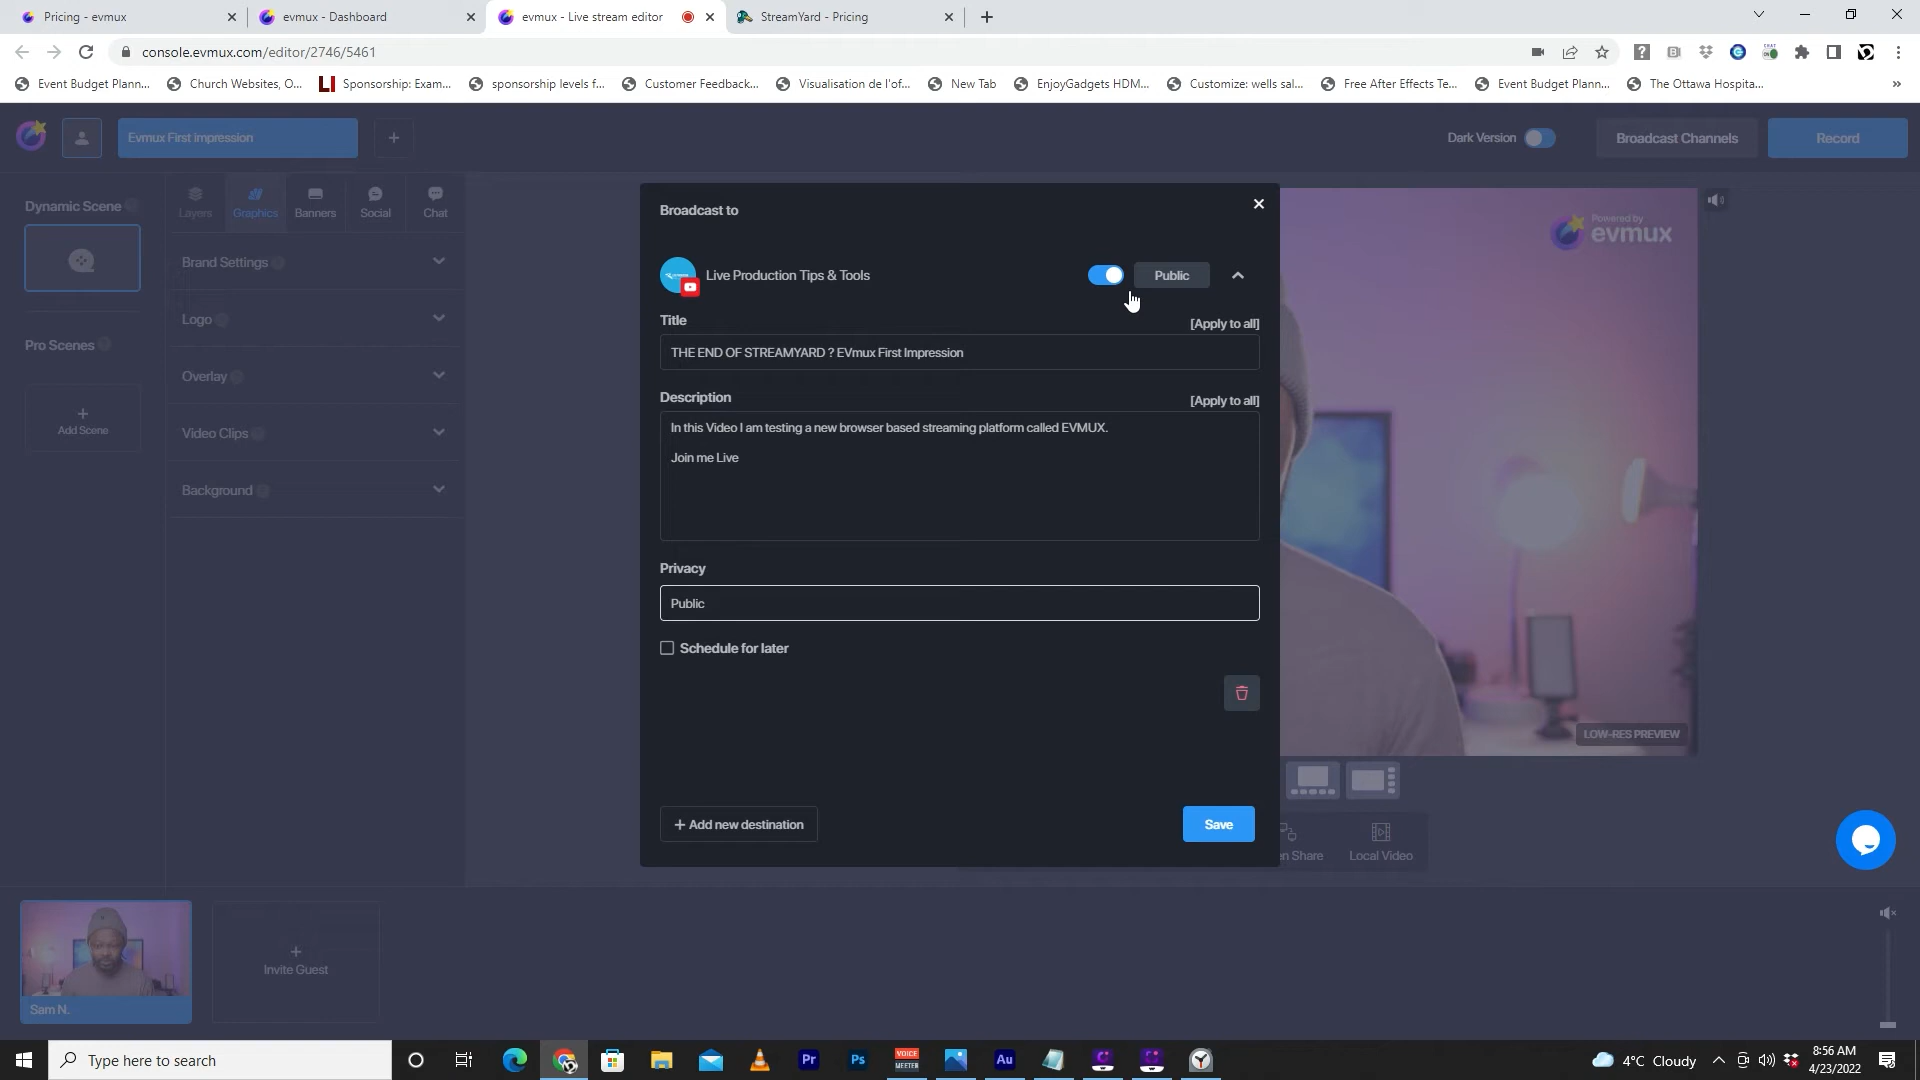 Pricing - evmux
evmux - Dashboard
evmux - Live stream editor
StreamYard - Pricing
console.evmux.com/editor/2746/5461
Event Budget Plann...
Church Websites, O...
Sponsorship: Exam...
sponsorship levels f...
Customer Feedback...
Visualisation de l'of...
New Tab
EnjoyGadgets HDM...
Customize: wells sal...
Free After Effects Te...
Event Budget Plann...
The Ottawa Hospita...
Evmux First impression
Dark Version
Broadcast Channels
Record
Dynamic Scene
Layers
Graphics
Banners
Social
Chat
Brand Settings
Logo
Pro Scenes
Overlay
Add Scene
Video Clips
Background
Broadcast to
Powered by
evmux
Live Production Tips & Tools
Public
Title
[Apply to all]
THE END OF STREAMYARD ? EVmux First Impression
Description
[Apply to all]
In this Video I am testing a new browser based streaming platform called EVMUX.
Join me Live
Privacy
Public
Schedule for later
LOW-RES PREVIEW
+ Add new destination
Save
en Share
Local Video
Invite Guest
Sam N.
Type here to search
Pr
Ps
VOICE
MEETER
Au
4°C Cloudy
8:56 AM
4/23/2022